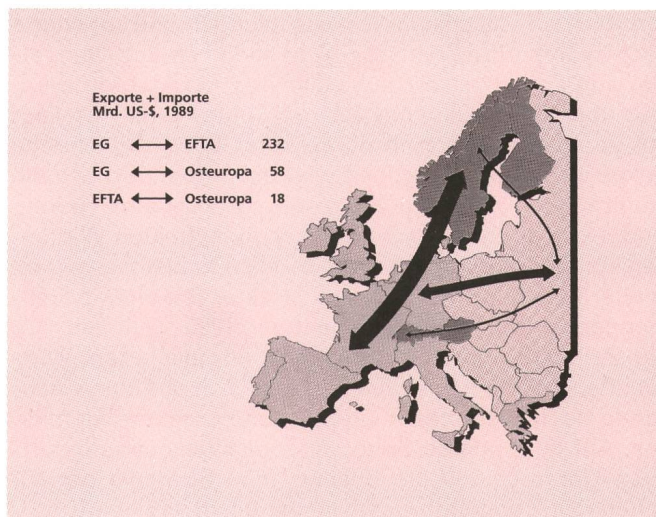 Exporte + Importe
Mrd. US-$, 1989
EG ↔ EFTA 232
EG ↔ Osteuropa 58
EFTA ↔ Osteuropa 18